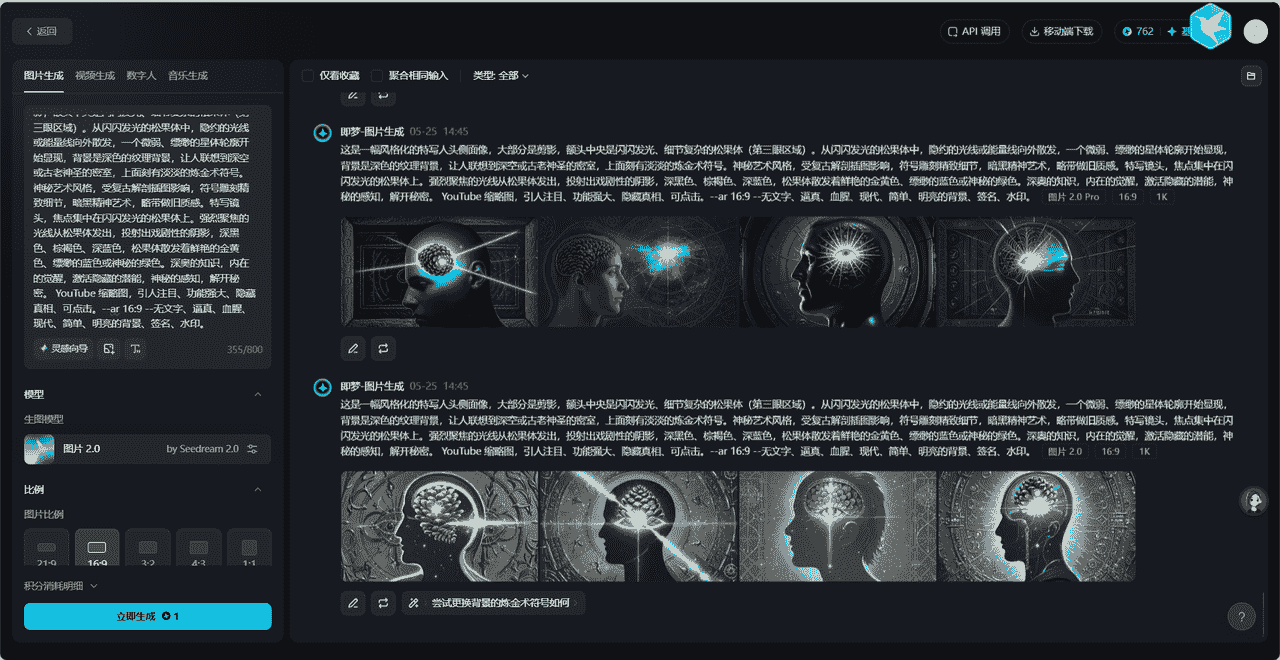 返回
API 调用
移动端下载
762
基
图片生成 视频生成 数字人 音乐生成
三眼区域）。从闪闪发光的松果体中，隐约的光线
或能量线向外散发，一个微弱、缥缈的星体轮廓开
始显现，背景是深色的纹理背景，让人联想到深空
或古老神圣的密室，上面刻有淡淡的炼金术符号。
神秘艺术风格，受复古解剖插图影响，符号雕刻精
致细节，暗黑精神艺术，略带做旧质感。特写镜
头，焦点集中在闪闪发光的松果体上。强烈聚焦的
光线从松果体发出，投射出戏剧性的阴影，深黑
色、棕褐色、深蓝色，松果体散发着鲜艳的金黄
色、缥缈的蓝色或神秘的绿色。深奥的知识，内在
的觉醒，激活隐藏的潜能，神秘的感知，解开秘
密。 YouTube 缩略图，引人注目、功能强大、隐藏
真相、可点击。--ar 16:9 --无文字、逼真、血腥、
现代、简单、明亮的背景、签名、水印。
灵感向导
355/800
模型
生图模型
图片 2.0
by Seedream 2.0
比例
图片比例
21:9 16:9 3:2 4:3 1:1
积分消耗明细
立即生成 1
仅看收藏 聚合相同输入 类型: 全部
即梦-图片生成 05-25 14:45
这是一幅风格化的特写人头侧面像，大部分是剪影，额头中央是闪闪发光、细节复杂的松果体（第三眼区域）。从闪闪发光的松果体中，隐约的光线或能量线向外散发，一个微弱、缥缈的星体轮廓开始显现，
背景是深色的纹理背景，让人联想到深空或古老神圣的密室，上面刻有淡淡的炼金术符号。神秘艺术风格，受复古解剖插图影响，符号雕刻精致细节，暗黑精神艺术，略带做旧质感。特写镜头，焦点集中在闪
闪发光的松果体上。强烈聚焦的光线从松果体发出，投射出戏剧性的阴影，深黑色、棕褐色、深蓝色，松果体散发着鲜艳的金黄色、缥缈的蓝色或神秘的绿色。深奥的知识，内在的觉醒，激活隐藏的潜能，神
秘的感知，解开秘密。 YouTube 缩略图，引人注目、功能强大、隐藏真相、可点击。--ar 16:9 --无文字、逼真、血腥、现代、简单、明亮的背景、签名、水印。 图片 2.0 Pro 16:9 1K
即梦-图片生成 05-25 14:45
这是一幅风格化的特写人头侧面像，大部分是剪影，额头中央是闪闪发光、细节复杂的松果体（第三眼区域）。从闪闪发光的松果体中，隐约的光线或能量线向外散发，一个微弱、缥缈的星体轮廓开始显现，
背景是深色的纹理背景，让人联想到深空或古老神圣的密室，上面刻有淡淡的炼金术符号。神秘艺术风格，受复古解剖插图影响，符号雕刻精致细节，暗黑精神艺术，略带做旧质感。特写镜头，焦点集中在闪
闪发光的松果体上。强烈聚焦的光线从松果体发出，投射出戏剧性的阴影，深黑色、棕褐色、深蓝色，松果体散发着鲜艳的金黄色、缥缈的蓝色或神秘的绿色。深奥的知识，内在的觉醒，激活隐藏的潜能，神
秘的感知，解开秘密。 YouTube 缩略图，引人注目、功能强大、隐藏真相、可点击。--ar 16:9 --无文字、逼真、血腥、现代、简单、明亮的背景、签名、水印。 图片 2.0 16:9 1K
尝试更换背景的炼金术符号如何